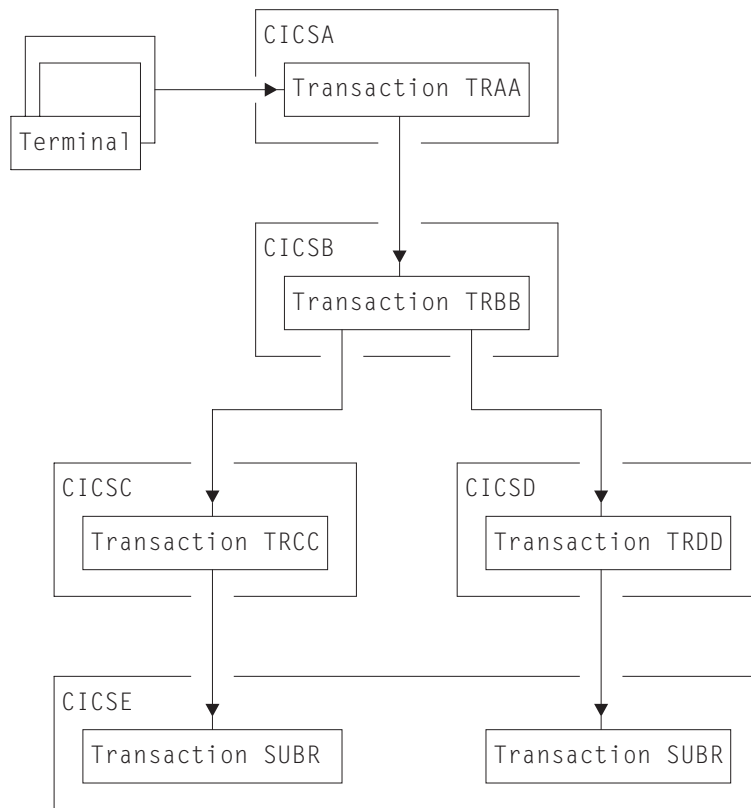 CICSA
Transaction TRAA
Terminal
CICSB
Transaction TRBB
CICSC
CICSD
Transaction TRCC
Transaction TRDD
CICSE
Transaction SUBR
Transaction SUBR